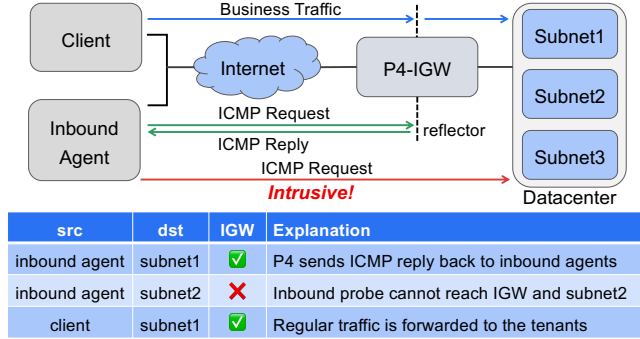 Business Traffic
Client
Internet
P4-IGW
Subnet1
Subnet2
Subnet3
Datacenter
Inbound
Agent
ICMP Request
ICMP Reply
reflector
ICMP Request
Intrusive!
src dst IGW Explanation
inbound agent subnet1 ✅ P4 sends ICMP reply back to inbound agents
inbound agent subnet2 ❌ Inbound probe cannot reach IGW and subnet2
client subnet1 ✅ Regular traffic is forwarded to the tenants